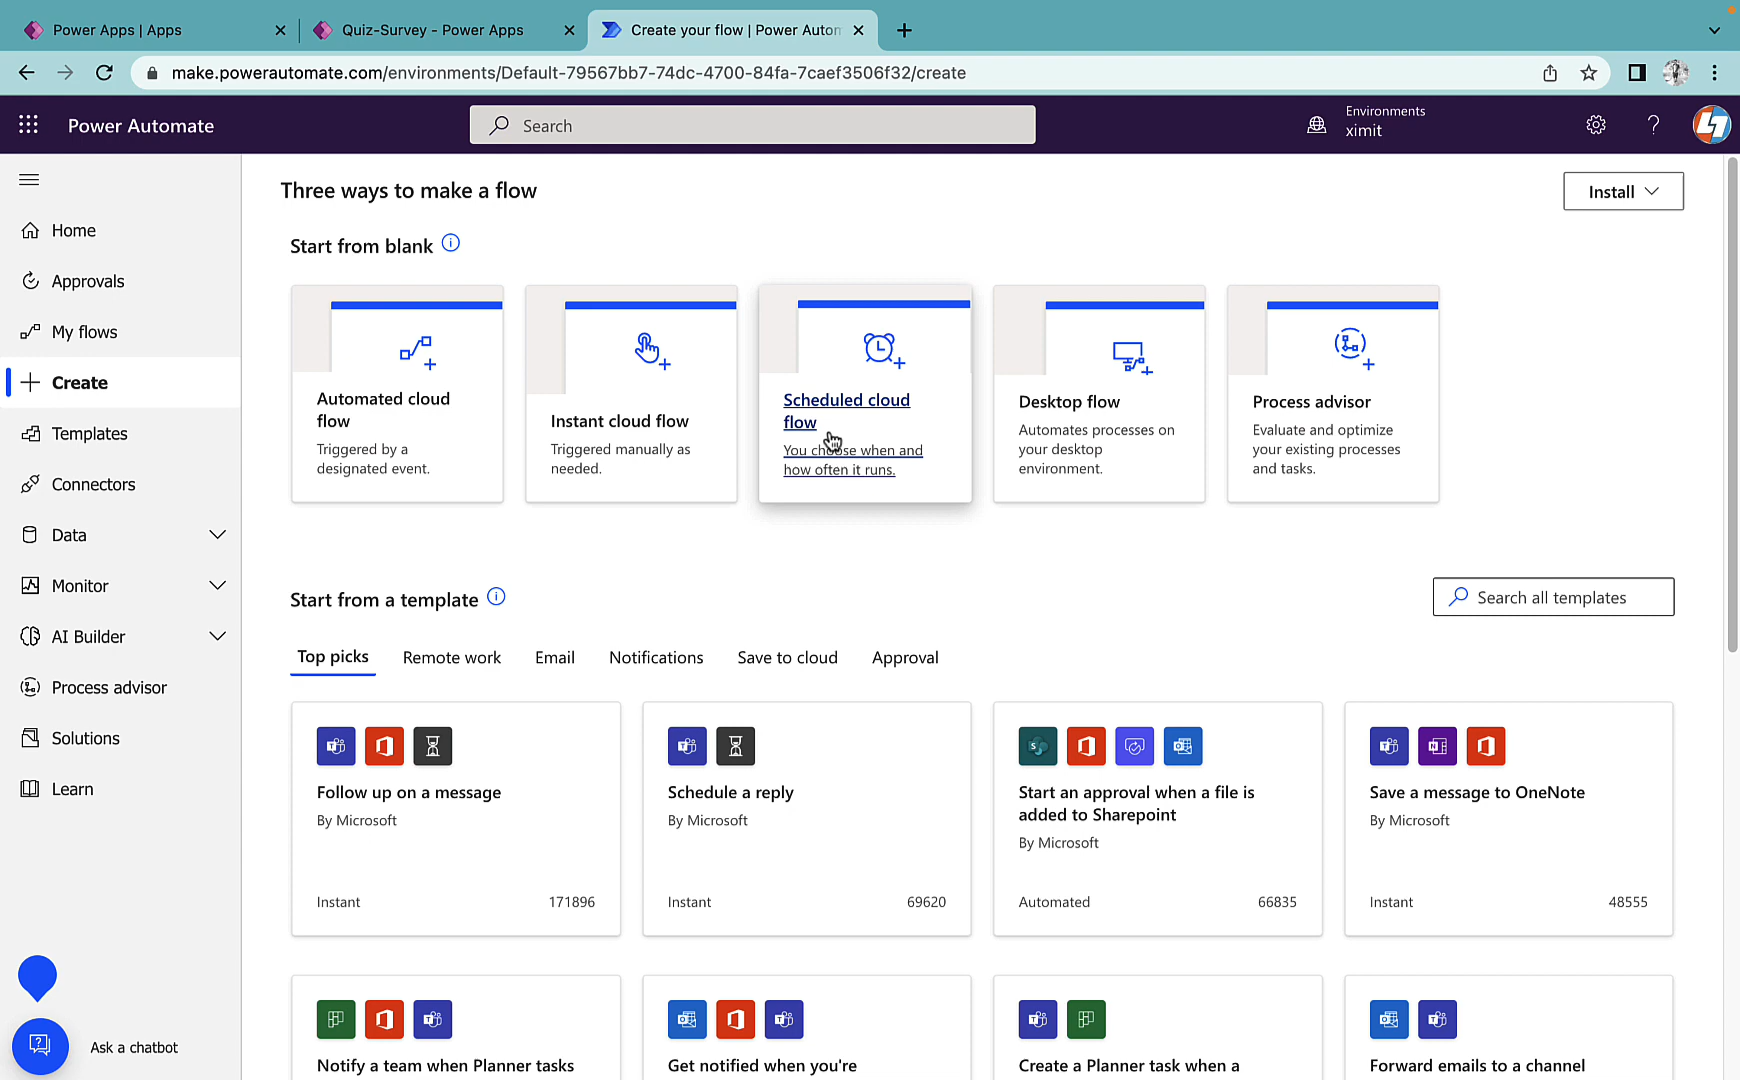 Power Apps | Apps
Quiz-Survey - Power Apps
Create your flow | Power Autom
make.powerautomate.com/environments/Default-79567bb7-74dc-4700-84fa-7caef3506f32/create
Power Automate
Search
Environments
ximit
Home
Approvals
My flows
Create
Templates
Connectors
Data
Monitor
AI Builder
Process advisor
Solutions
Learn
Ask a chatbot
Three ways to make a flow
Install
Start from blank
Automated cloud
flow
Triggered by a
designated event.
Instant cloud flow
Triggered manually as
needed.
Scheduled cloud
flow
You choose when and
how often it runs.
Desktop flow
Automates processes on
your desktop
environment.
Process advisor
Evaluate and optimize
your existing processes
and tasks.
Start from a template
Search all templates
Top picks
Remote work
Email
Notifications
Save to cloud
Approval
Follow up on a message
By Microsoft
Instant 171896
Schedule a reply
By Microsoft
Instant 69620
Start an approval when a file is
added to Sharepoint
By Microsoft
Automated 66835
Save a message to OneNote
By Microsoft
Instant 48555
Notify a team when Planner tasks
Get notified when you're
Create a Planner task when a
Forward emails to a channel